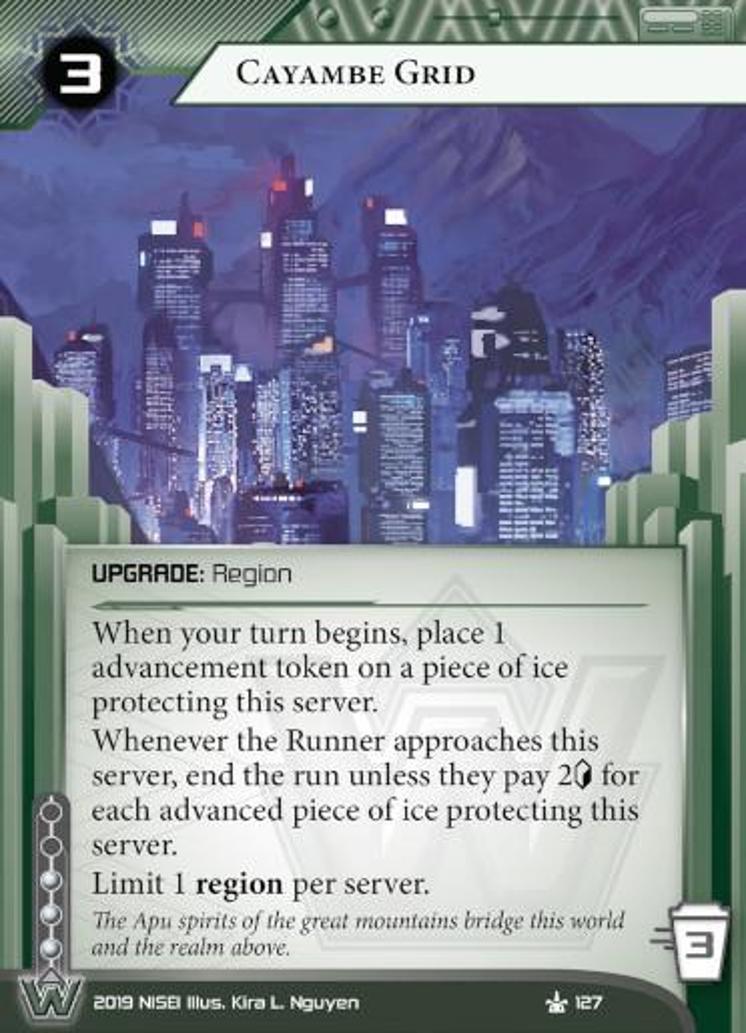 3
Cayambe Grid
UPGRADE: Region
When your turn begins, place 1
advancement token on a piece of ice
protecting this server.
Whenever the Runner approaches this
server, end the run unless they pay 2 for
each advanced piece of ice protecting this
server.
Limit 1 region per server.
The Apu spirits of the great mountains bridge this world
and the realm above.
3
W
2019 NISEI Illus. Kira L. Nguyen
127